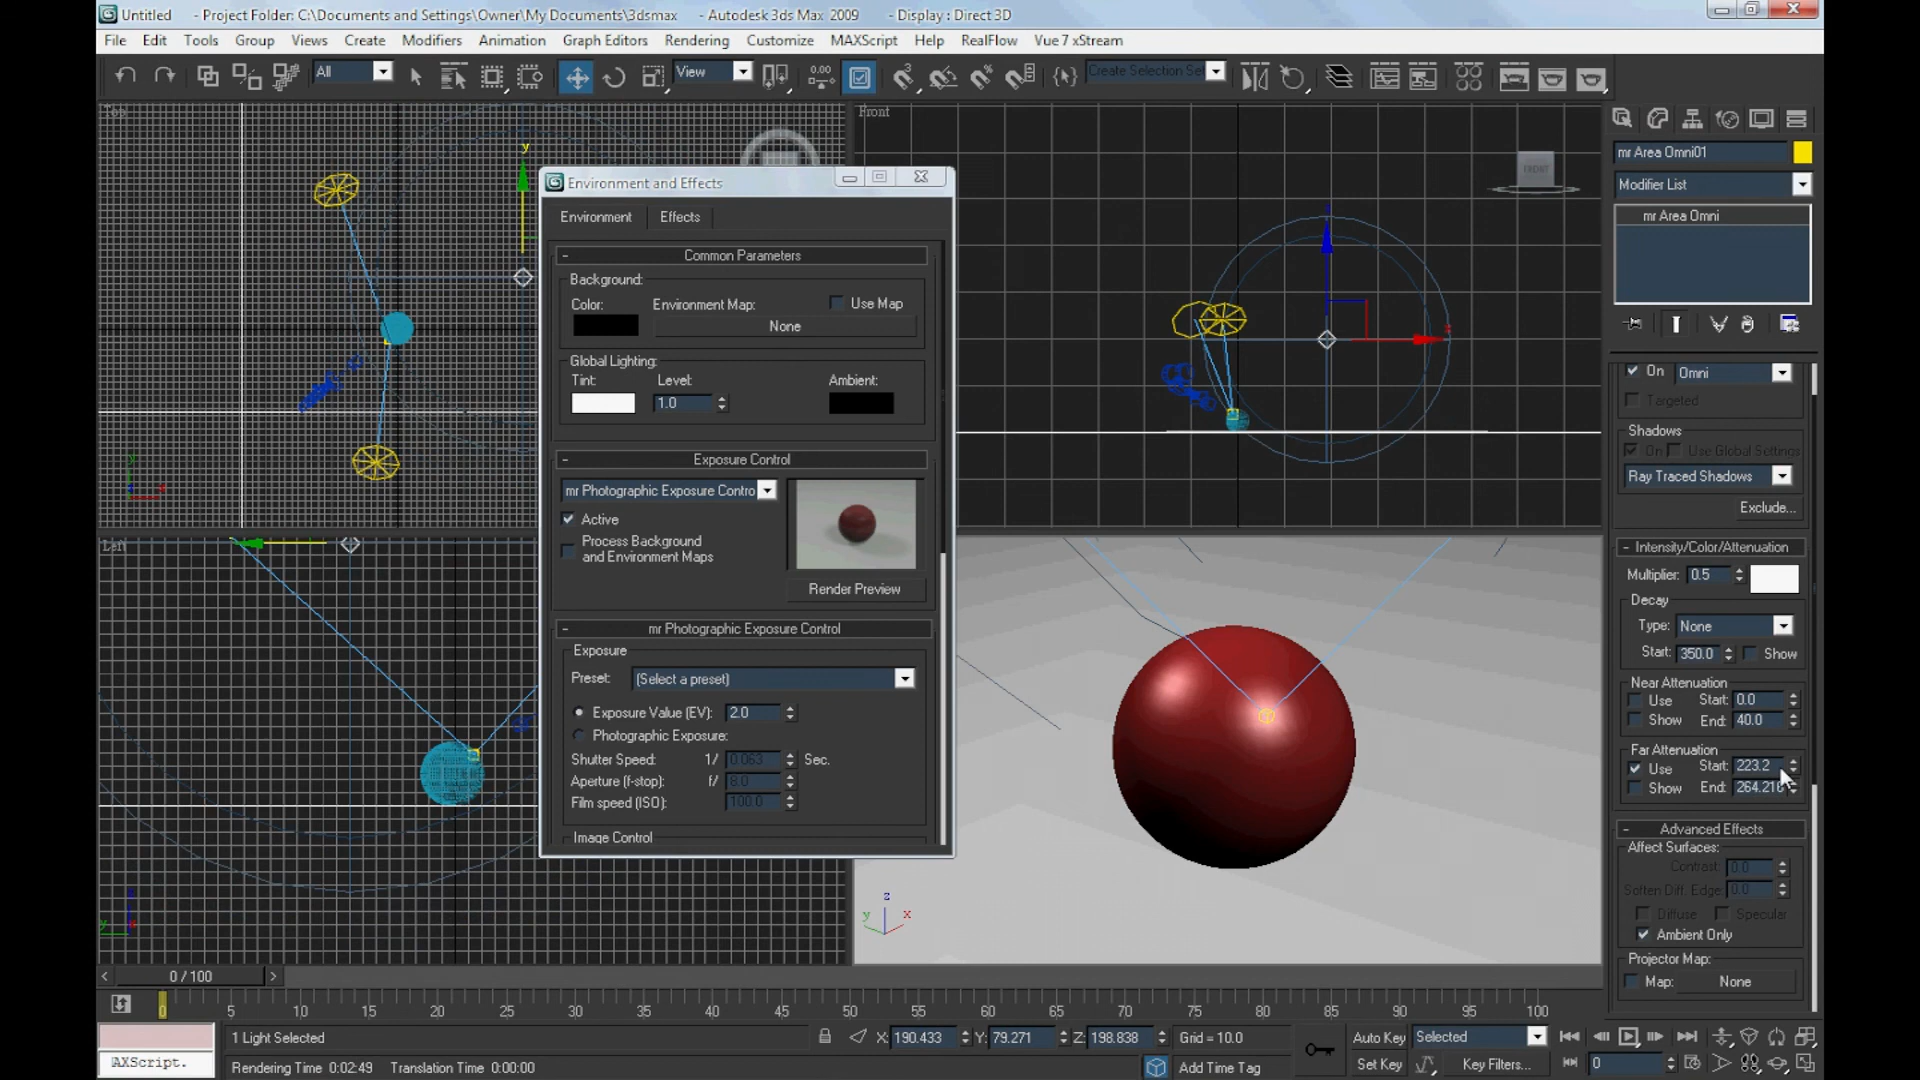 Untitled - Project Folder: C:\Documents and Settings\Owner\My Documents\3dsmax - Autodesk 3ds Max 2009 - Display : Direct 3D
File Edit Tools Group Views Create Modifiers Animation Graph Editors Rendering Customize MAXScript Help RealFlow Vue 7 xStream
All View 0.00 Create Selection Set
Top
Front
FRONT
y
x
Left
Environment and Effects
Environment Effects
- Common Parameters
Background:
Color: Environment Map: Use Map
None
Global Lighting:
Tint: Level: Ambient:
1.0
- Exposure Control
mr Photographic Exposure Contro
Active
Process Background
and Environment Maps
Render Preview
- mr Photographic Exposure Control
Exposure
Preset: (Select a preset)
Exposure Value (EV): 2.0
Photographic Exposure:
Shutter Speed: 1/ 0.063 Sec.
Aperture (f-stop): f/ 8.0
Film speed (ISO): 100.0
Image Control
z
y x
mr Area Omni01
Modifier List
mr Area Omni
On Omni
Targeted
Shadows
On Use Global Settings
Ray Traced Shadows
Exclude...
- Intensity/Color/Attenuation
Multiplier: 0.5
Decay
Type: None
Start: 350.0 Show
Near Attenuation
Use Start: 0.0
Show End: 40.0
Far Attenuation
Use Start: 223.2
Show End: 264.216
- Advanced Effects
Affect Surfaces:
Contrast: 0.0
Soften Diff. Edge: 0.0
Diffuse Specular
Ambient Only
Projector Map:
Map: None
< 0 / 100 >
0 5 10 15 20 25 30 35 40 45 50 55 60 65 70 75 80 85 90 95 100
1 Light Selected X: 190.433 Y: 79.271 Z: 198.838 Grid = 10.0 Auto Key Selected
AXScript. Rendering Time 0:02:49 Translation Time 0:00:00 Add Time Tag Set Key Key Filters... 0